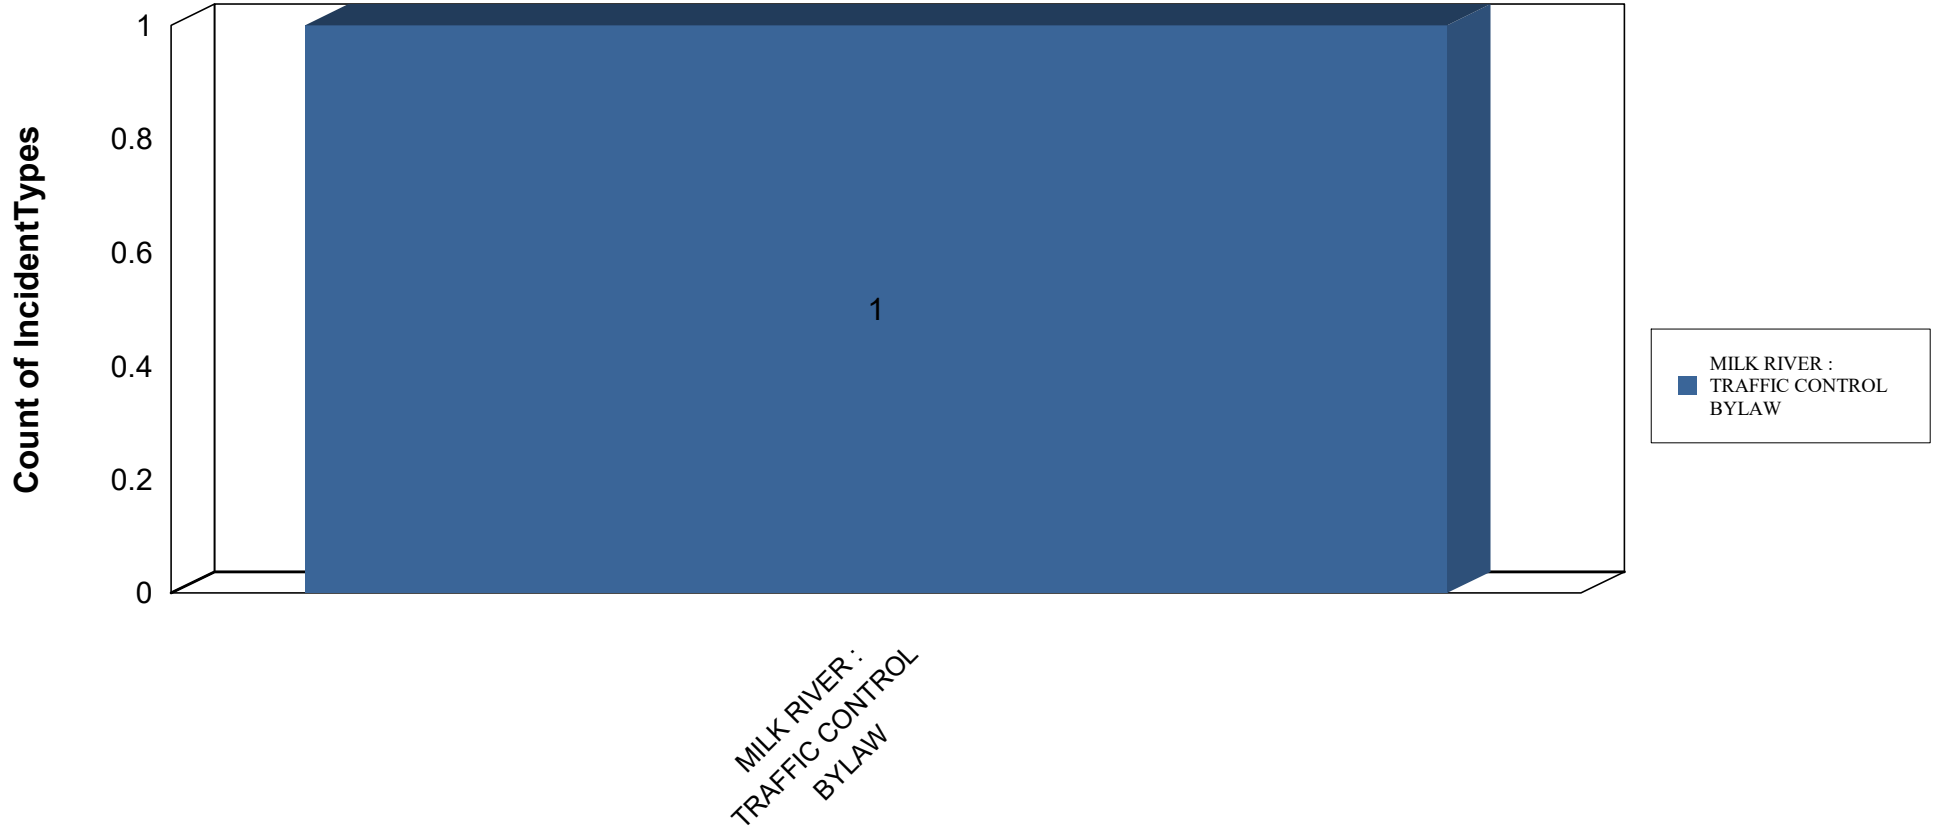 Count of IncidentTypes
1
0.8
0.6
0.4
0.2
0
1
MILK RIVER :
TRAFFIC CONTROL
BYLAW
MILK RIVER :
TRAFFIC CONTROL
BYLAW